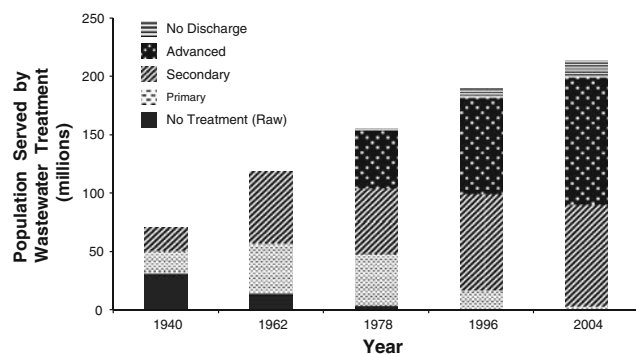 Population Served by
Wastewater Treatment
(millions)
250
200
150
100
50
0
No Discharge
Advanced
Secondary
Primary
No Treatment (Raw)
1940 1962 1978 1996 2004
Year